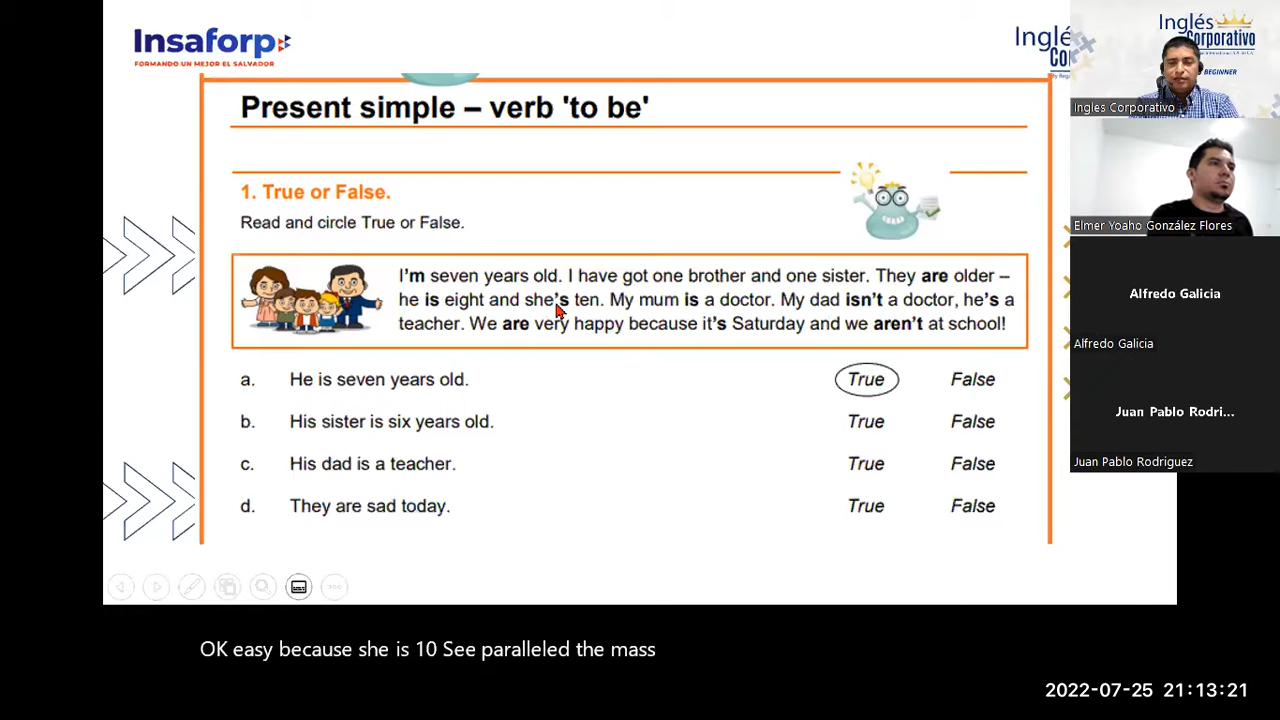 Insaforp
FORMANDO UN MEJOR EL SALVADOR
Inglés
Corporativo
BEGINNER
Ingles Corporativo
Elmer Yoaho González Flores
Alfredo Galicia
Alfredo Galicia
Juan Pablo Rodri...
Juan Pablo Rodriguez
Present simple – verb 'to be'
1. True or False.
Read and circle True or False.
I'm seven years old. I have got one brother and one sister. They are older –
he is eight and she's ten. My mum is a doctor. My dad isn't a doctor, he's a
teacher. We are very happy because it's Saturday and we aren't at school!
a. He is seven years old. True False
b. His sister is six years old. True False
c. His dad is a teacher. True False
d. They are sad today. True False
OK easy because she is 10 See paralleled the mass
2022-07-25 21:13:21